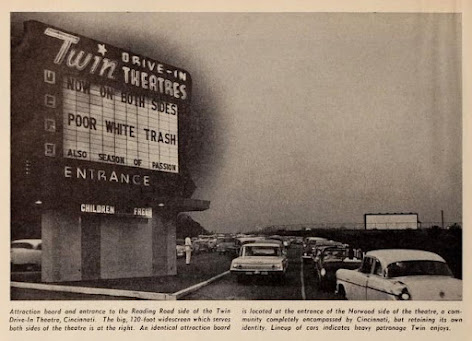 Twin DRIVE-IN
THEATRES
NOW ON BOTH SIDES
POOR WHITE TRASH
ALSO SEASON OF PASSION
ENTRANCE
CHILDREN FREE
Attraction board and entrance to the Reading Road side of the Twin
Drive-In Theatre, Cincinnati. The big, 120-foot widescreen which serves
both sides of the theatre is at the right. An identical attraction board
is located at the entrance of the Norwood side of the theatre, a com-
munity completely encompassed by Cincinnati, but retaining its own
identity. Lineup of cars indicates heavy patronage Twin enjoys.